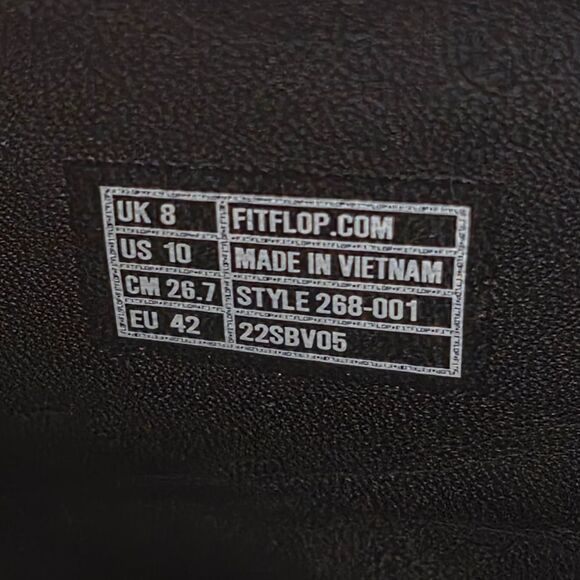 UK 8 FITFLOP.COM
US 10 MADE IN VIETNAM
CM 26.7 STYLE 268-001
EU 42 22SBV05